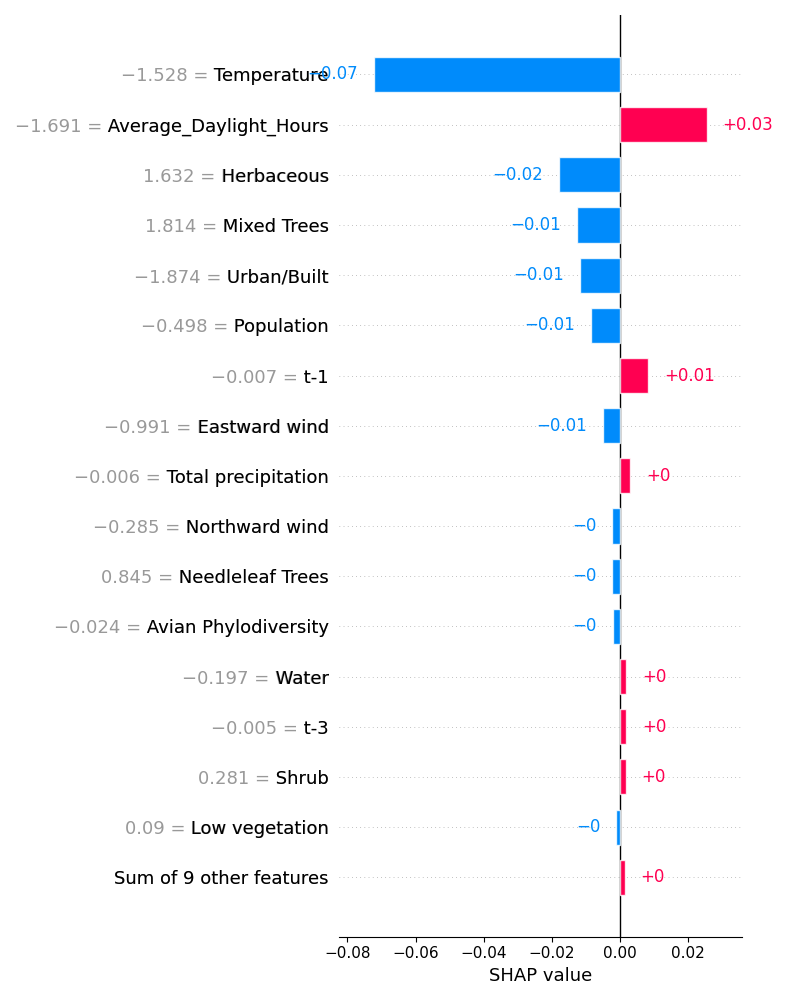 −1.528 = Temperature −0.07
−1.691 = Average_Daylight_Hours +0.03
1.632 = Herbaceous −0.02
1.814 = Mixed Trees −0.01
−1.874 = Urban/Built −0.01
−0.498 = Population −0.01
−0.007 = t-1 +0.01
−0.991 = Eastward wind −0.01
−0.006 = Total precipitation +0
−0.285 = Northward wind −0
0.845 = Needleleaf Trees −0
−0.024 = Avian Phylodiversity −0
−0.197 = Water +0
−0.005 = t-3 +0
0.281 = Shrub +0
0.09 = Low vegetation −0
Sum of 9 other features +0
−0.08 −0.06 −0.04 −0.02 0.00 0.02
SHAP value